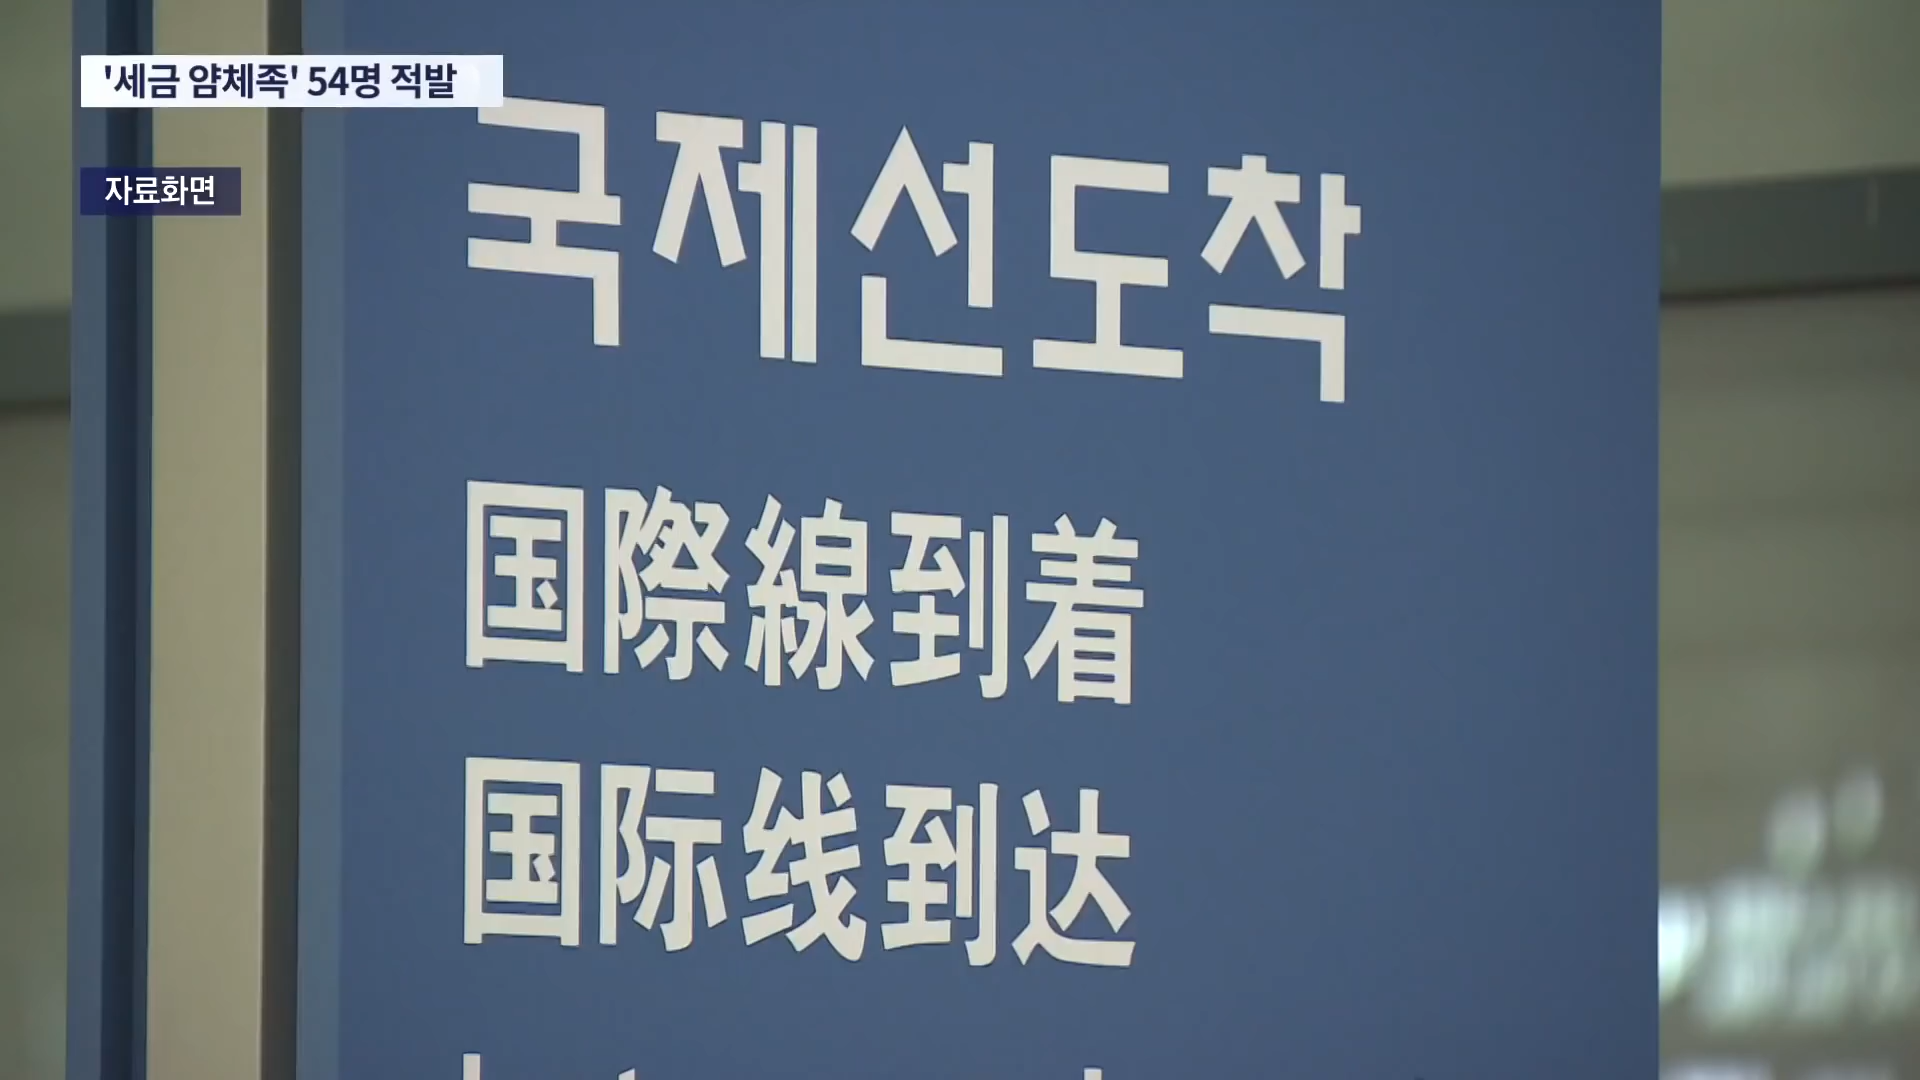 '세금 얌체족' 54명 적발
자료화면
국제선도착
国際線到着
国际线到达